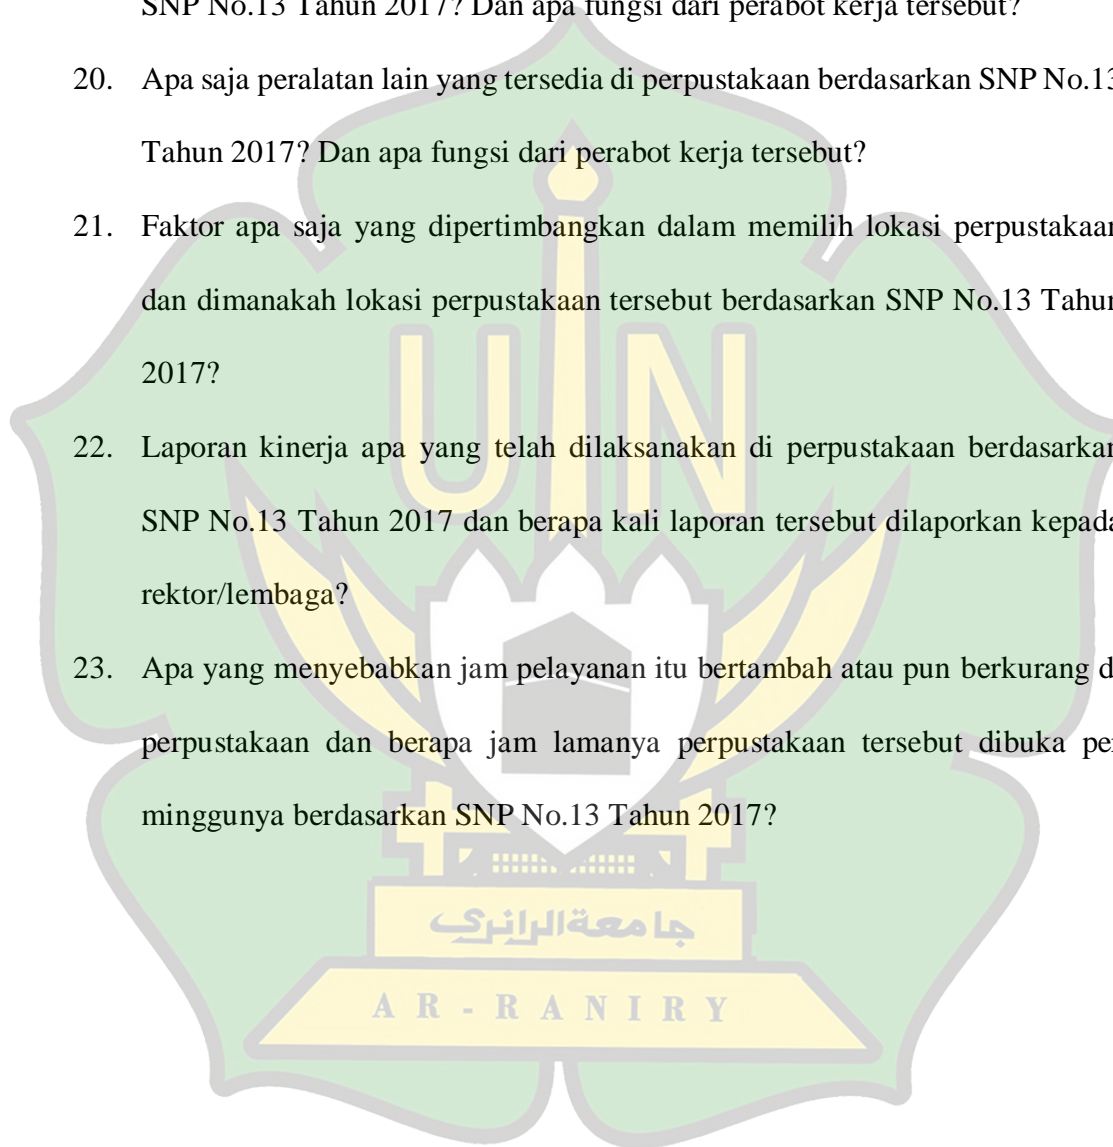 SNP No.13 Tahun 2017? Dan apa fungsi dari perabot kerja tersebut?
20. Apa saja peralatan lain yang tersedia di perpustakaan berdasarkan SNP No.13
Tahun 2017? Dan apa fungsi dari perabot kerja tersebut?
21. Faktor apa saja yang dipertimbangkan dalam memilih lokasi perpustakaan
dan dimanakah lokasi perpustakaan tersebut berdasarkan SNP No.13 Tahun
2017?
22. Laporan kinerja apa yang telah dilaksanakan di perpustakaan berdasarkan
SNP No.13 Tahun 2017 dan berapa kali laporan tersebut dilaporkan kepada
rektor/lembaga?
23. Apa yang menyebabkan jam pelayanan itu bertambah atau pun berkurang di
perpustakaan dan berapa jam lamanya perpustakaan tersebut dibuka per
minggunya berdasarkan SNP No.13 Tahun 2017?
UIN
جامعةالرانري
AR-RANIRY